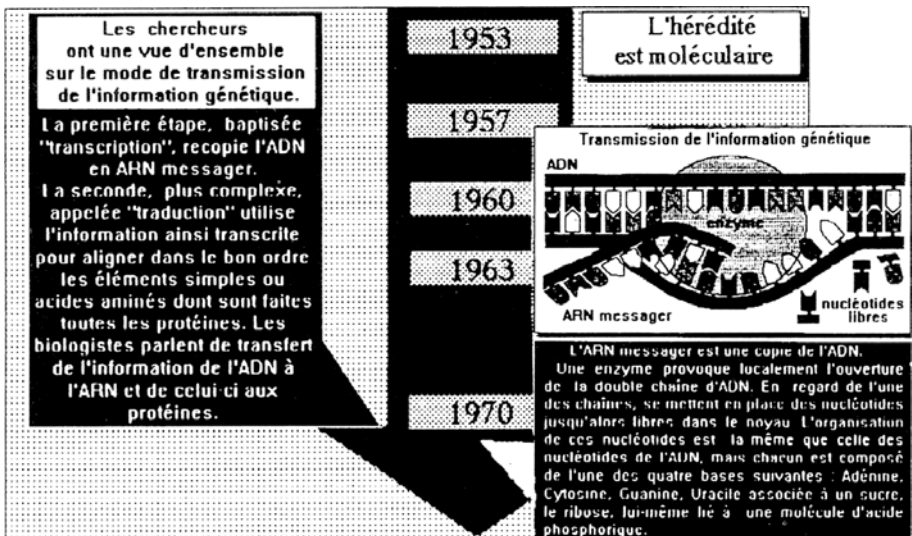 Les chercheurs
ont une vue d'ensemble
sur le mode de transmission
de l'information génétique.
La première étape, baptisée
"transcription", recopie l'ADN
en ARN messager.
La seconde, plus complexe,
appelée "traduction" utilise
l'information ainsi transcrite
pour aligner dans le bon ordre
les éléments simples ou
acides aminés dont sont faites
toutes les protéines. Les
biologistes parlent de transfert
de l'information de l'ADN à
l'ARN et de celui-ci aux
protéines.
1953
1957
1960
1963
1970
L'hérédité
est moléculaire
Transmission de l'information génétique
ADN
enzyme
ARN messager
nucléotides
libres
L'ARN messager est une copie de l'ADN.
Une enzyme provoque localement l'ouverture
de la double chaîne d'ADN. En regard de l'une
des chaînes, se mettent en place des nucléotides
jusqu'alors libres dans le noyau. L'organisation
de ces nucléotides est la même que celle des
nucléotides de l'ADN, mais chacun est composé
de l'une des quatre bases suivantes : Adénine,
Cytosine, Guanine, Uracile associée à un sucre,
le ribose, lui-même lié à une molécule d'acide
phosphorique.